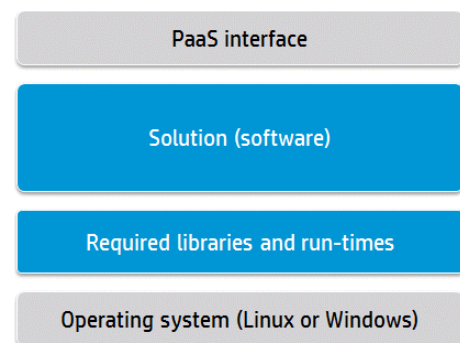 PaaS interface
Solution (software)
Required libraries and run-times
Operating system (Linux or Windows)